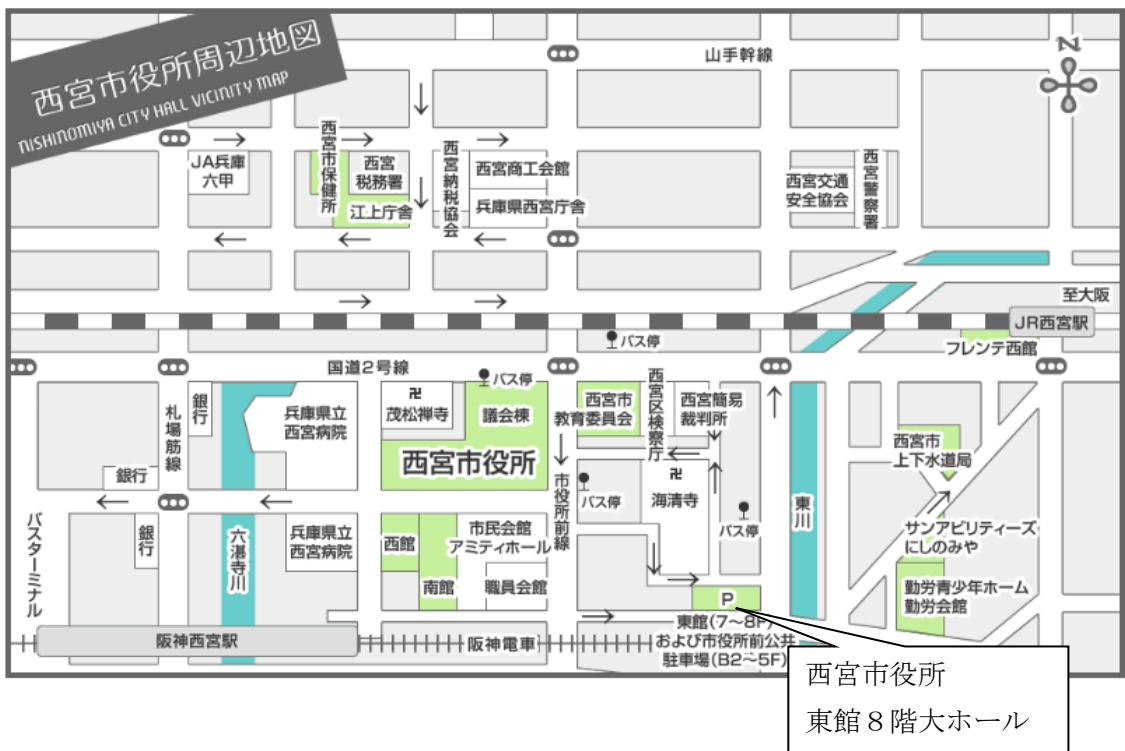 西宮市役所周辺地図
NISHINOMIYA CITY HALL VICINITY MAP
山手幹線
N
JA兵庫
六甲
西宮市保健所
西宮
税務署
江上庁舎
西宮納税協会
西宮商工会館
兵庫県西宮庁舎
西宮交通
安全協会
西宮警察署
至大阪
JR西宮駅
フレンテ西館
バス停
国道2号線
札場筋線
銀行
兵庫県立
西宮病院
卍
茂松禅寺
バス停
議会棟
西宮市
教育委員会
西宮区検察庁
西宮簡易
裁判所
西宮市役所
銀行
西宮市
上下水道局
卍
海清寺
バス停
バス停
市役所前線
東川
バスターミナル
銀行
六湛寺川
兵庫県立
西宮病院
西館
南館
市民会館
アミティホール
職員会館
サンアビリティーズ
にしのみや
勤労青少年ホーム
勤労会館
P
東館(7〜8F)
および市役所前公共
駐車場(B2〜5F)
阪神西宮駅
阪神電車
西宮市役所
東館８階大ホール